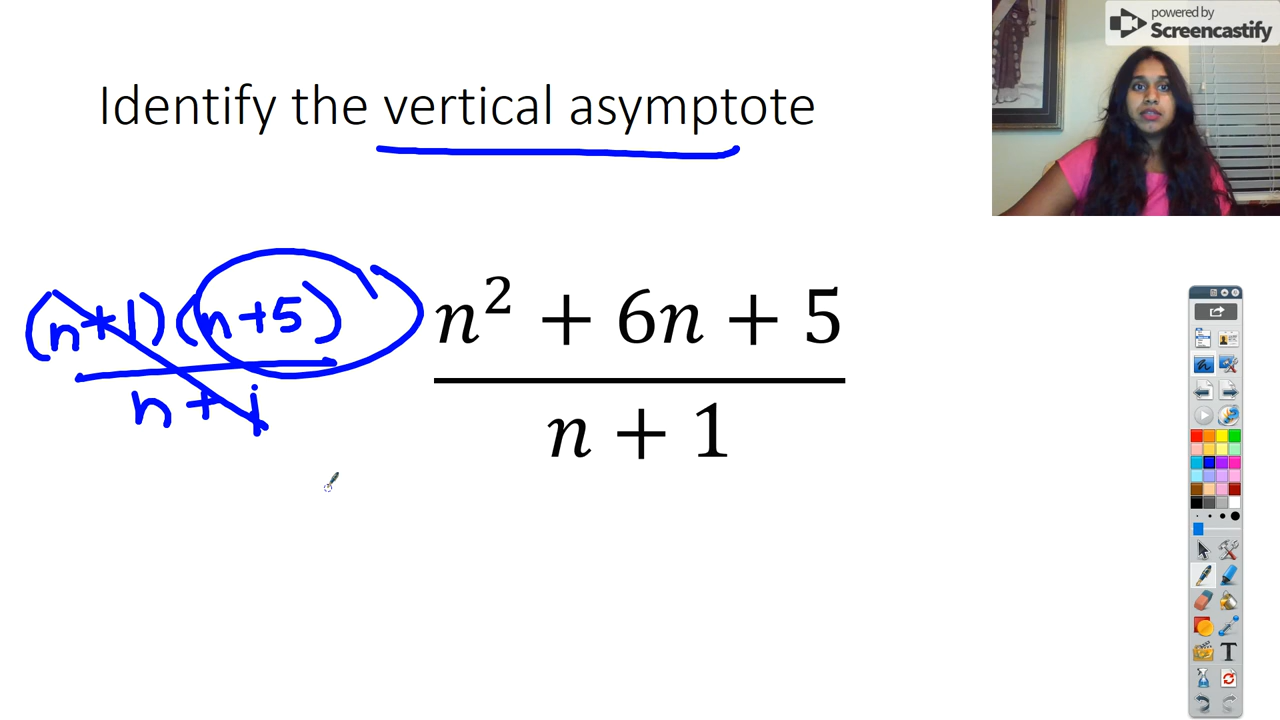 powered by
Screencastify
Identify the vertical asymptote
(n+1)(n+5)
n+1
n² + 6n + 5
n + 1
T